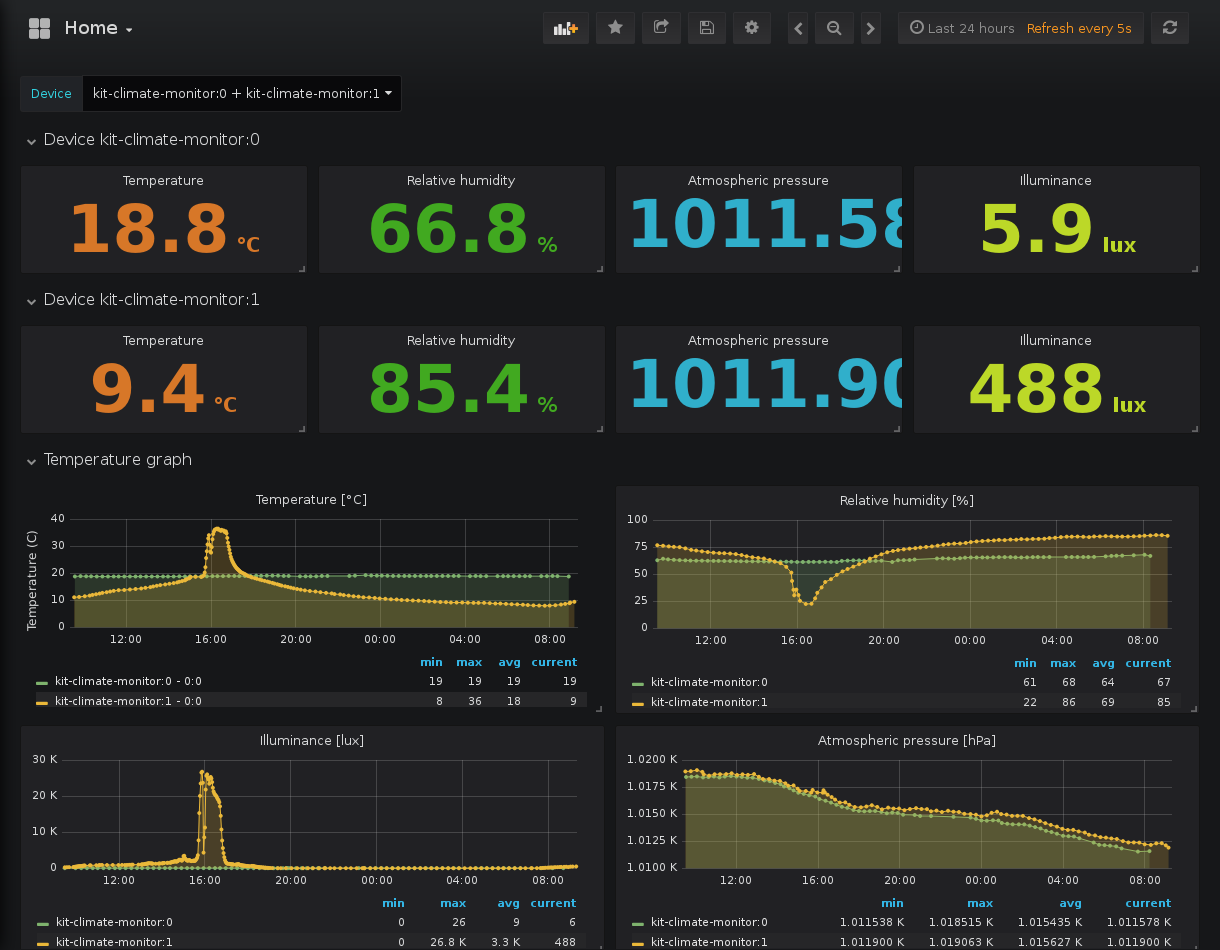 Home
Last 24 hours Refresh every 5s
Device kit-climate-monitor:0 + kit-climate-monitor:1
Device kit-climate-monitor:0
Temperature Relative humidity Atmospheric pressure Illuminance
18.8 °C 66.8 % 1011.58 5.9 lux
Device kit-climate-monitor:1
Temperature Relative humidity Atmospheric pressure Illuminance
9.4 °C 85.4 % 1011.90 488 lux
Temperature graph
Temperature [°C]
Temperature (C)
40
30
20
10
0
12:00 16:00 20:00 00:00 04:00 08:00
min max avg current
kit-climate-monitor:0 - 0:0 19 19 19 19
kit-climate-monitor:1 - 0:0 8 36 18 9
Relative humidity [%]
100
75
50
25
0
12:00 16:00 20:00 00:00 04:00 08:00
min max avg current
kit-climate-monitor:0 61 68 64 67
kit-climate-monitor:1 22 86 69 85
Illuminance [lux]
30 K
20 K
10 K
0
12:00 16:00 20:00 00:00 04:00 08:00
min max avg current
kit-climate-monitor:0 0 26 9 6
kit-climate-monitor:1 0 26.8 K 3.3 K 488
Atmospheric pressure [hPa]
1.0200 K
1.0175 K
1.0150 K
1.0125 K
1.0100 K
12:00 16:00 20:00 00:00 04:00 08:00
min max avg current
kit-climate-monitor:0 1.011538 K 1.018515 K 1.015435 K 1.011578 K
kit-climate-monitor:1 1.011900 K 1.019063 K 1.015627 K 1.011900 K